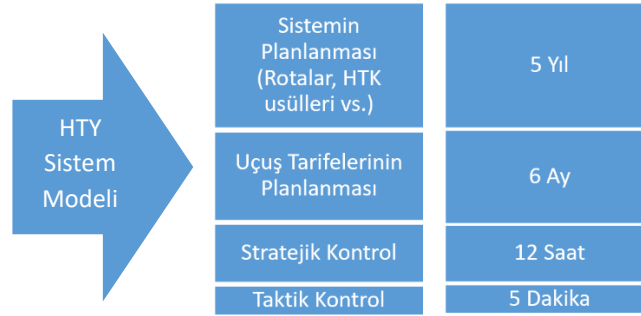 HTY
Sistem
Modeli
Sistemin
Planlanması
(Rotalar, HTK
usülleri vs.)
5 Yıl
Uçuş Tarifelerinin
Planlanması
6 Ay
Stratejik Kontrol
12 Saat
Taktik Kontrol
5 Dakika